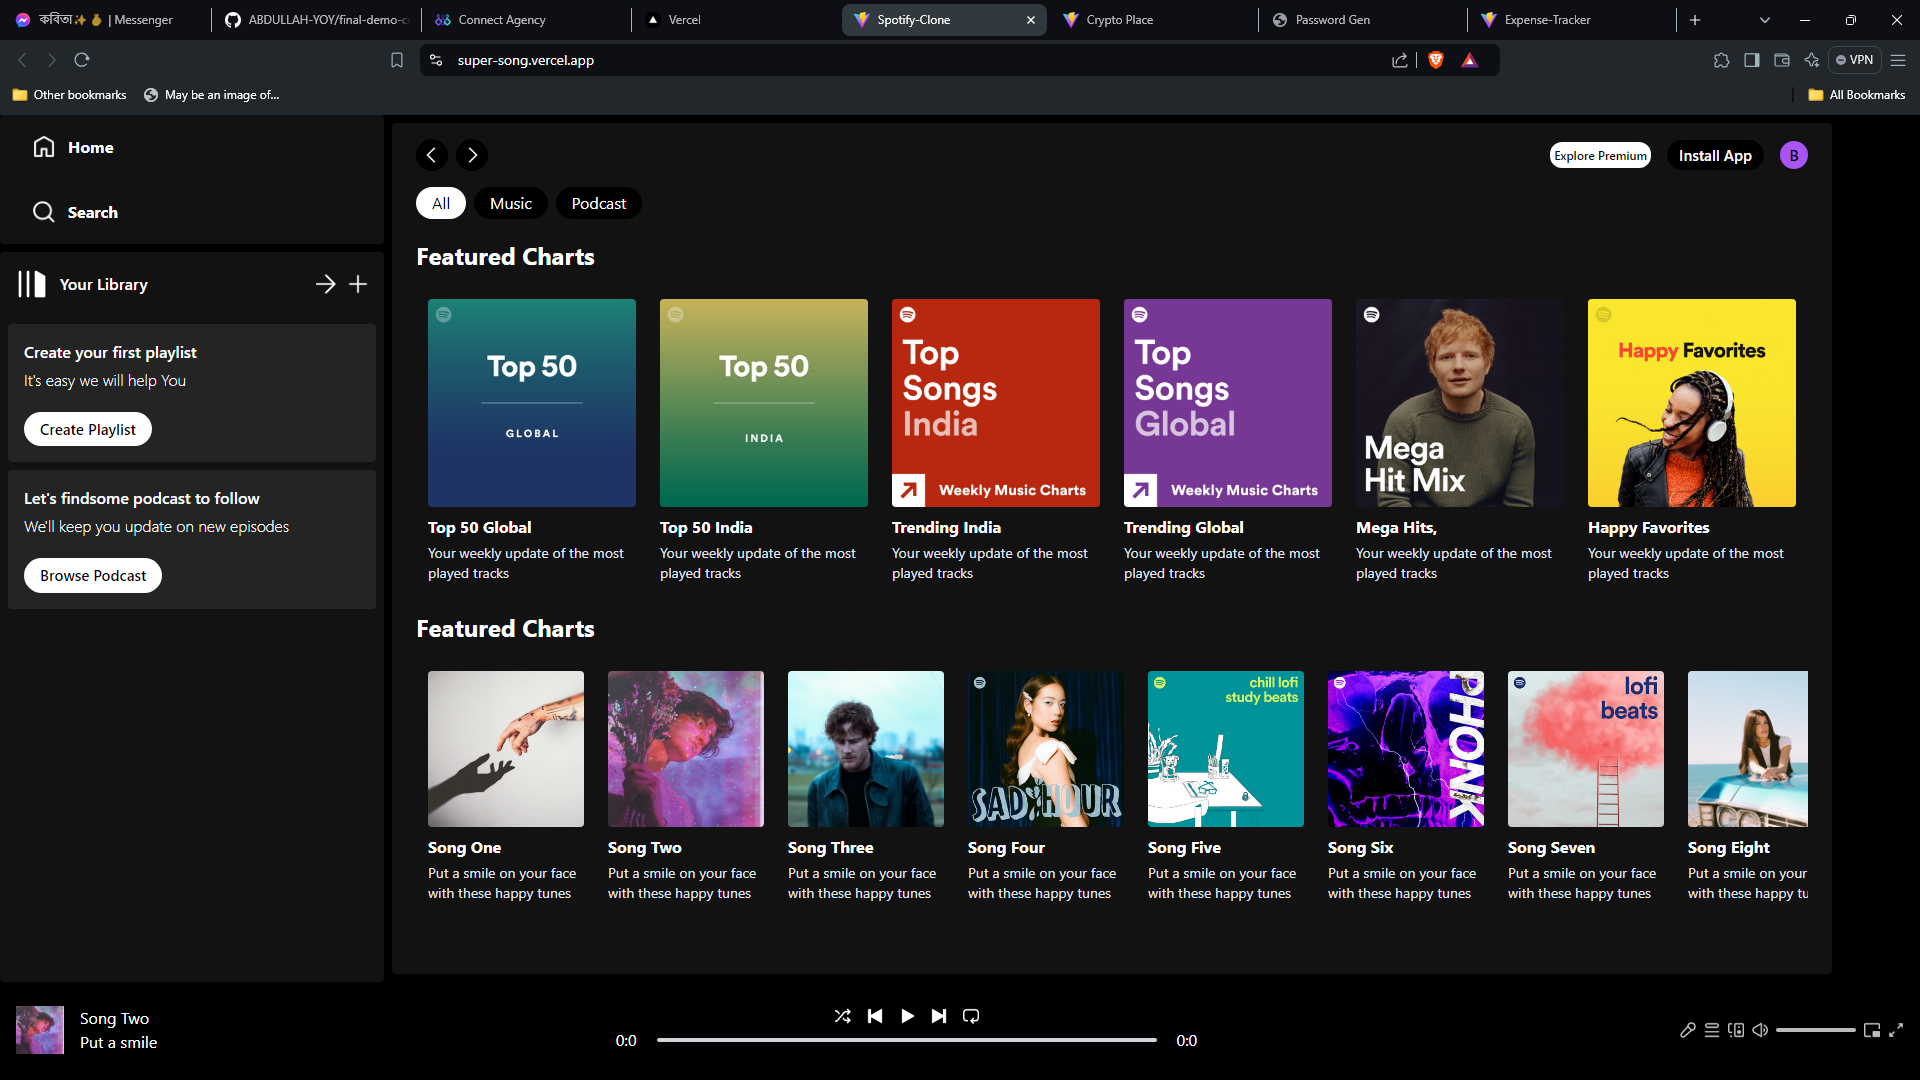 কবিতা✨💰 | Messenger
ABDULLAH-YOY/final-demo-c
Connect Agency
Vercel
Spotify-Clone
Crypto Place
Password Gen
Expense-Tracker
super-song.vercel.app
VPN
Other bookmarks
May be an image of...
All Bookmarks
Home
Search
Your Library
Create your first playlist
It's easy we will help You
Create Playlist
Let's findsome podcast to follow
We'll keep you update on new episodes
Browse Podcast
Explore Premium
Install App
B
All
Music
Podcast
Featured Charts
Top 50
GLOBAL
Top 50
INDIA
Top
Songs
India
Weekly Music Charts
Top
Songs
Global
Weekly Music Charts
Mega
Hit Mix
Happy Favorites
Top 50 Global
Your weekly update of the most
played tracks
Top 50 India
Your weekly update of the most
played tracks
Trending India
Your weekly update of the most
played tracks
Trending Global
Your weekly update of the most
played tracks
Mega Hits,
Your weekly update of the most
played tracks
Happy Favorites
Your weekly update of the most
played tracks
Featured Charts
SAD HOUR
chill lofi
study beats
PHONK
lofi
beats
Song One
Put a smile on your face
with these happy tunes
Song Two
Put a smile on your face
with these happy tunes
Song Three
Put a smile on your face
with these happy tunes
Song Four
Put a smile on your face
with these happy tunes
Song Five
Put a smile on your face
with these happy tunes
Song Six
Put a smile on your face
with these happy tunes
Song Seven
Put a smile on your face
with these happy tunes
Song Eight
Put a smile on your
with these happy tu
Song Two
Put a smile
0:0
0:0